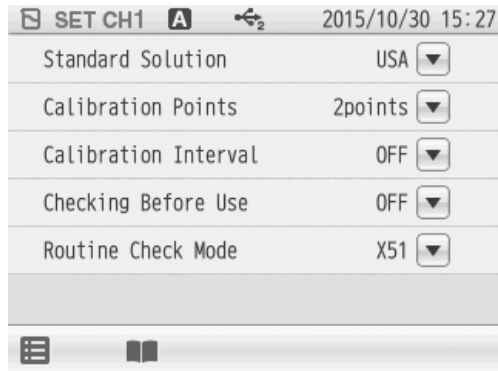 SET CH1 A 2 2015/10/30 15:27
Standard Solution USA
Calibration Points 2points
Calibration Interval OFF
Checking Before Use OFF
Routine Check Mode X51